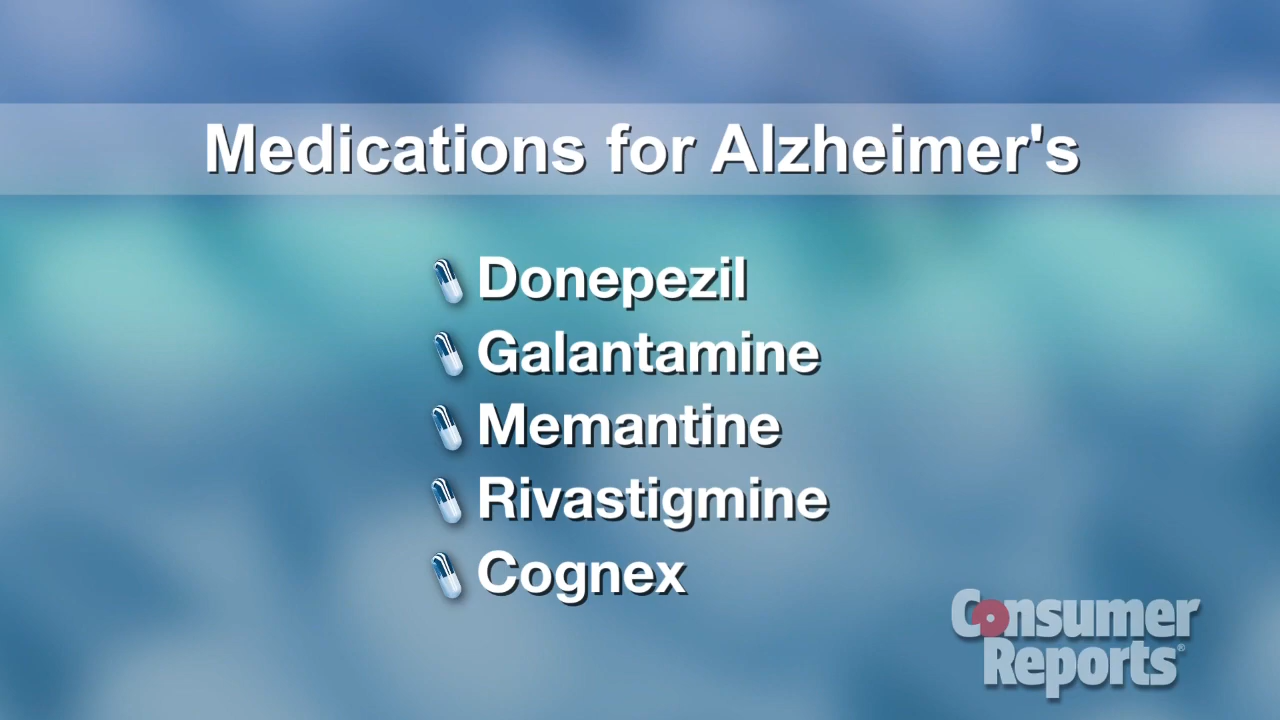 Medications for Alzheimer's
Donepezil
Galantamine
Memantine
Rivastigmine
Cognex
Consumer
Reports®